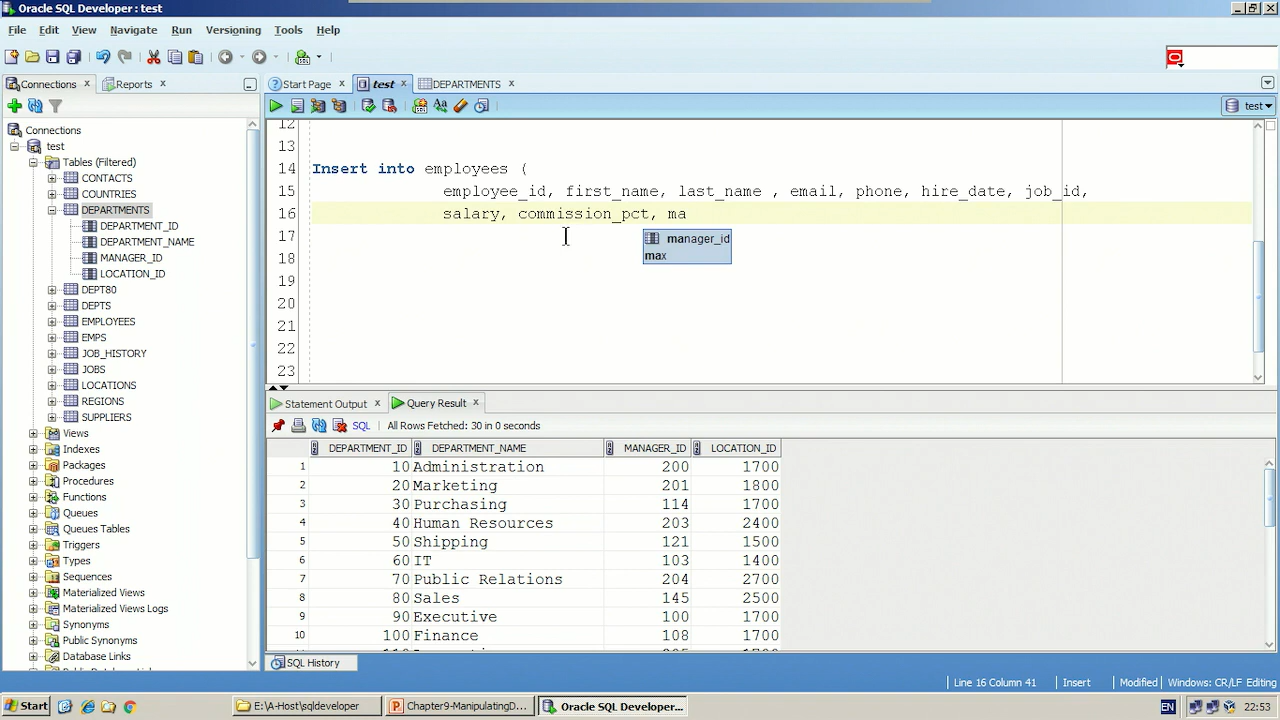 Oracle SQL Developer : test
File Edit View Navigate Run Versioning Tools Help
Connections Reports
Start Page test DEPARTMENTS
test
Connections
test
Tables (Filtered)
CONTACTS
COUNTRIES
DEPARTMENTS
DEPARTMENT_ID
DEPARTMENT_NAME
MANAGER_ID
LOCATION_ID
DEPT80
DEPTS
EMPLOYEES
EMPS
JOB_HISTORY
JOBS
LOCATIONS
REGIONS
SUPPLIERS
Views
Indexes
Packages
Procedures
Functions
Queues
Queues Tables
Triggers
Types
Sequences
Materialized Views
Materialized Views Logs
Synonyms
Public Synonyms
Database Links
12
13
14 Insert into employees (
15 employee_id, first_name, last_name , email, phone, hire_date, job_id,
16 salary, commission_pct, ma
17
manager_id
max
18
19
20
21
22
23
Statement Output Query Result
SQL All Rows Fetched: 30 in 0 seconds
DEPARTMENT_ID DEPARTMENT_NAME MANAGER_ID LOCATION_ID
1 10 Administration 200 1700
2 20 Marketing 201 1800
3 30 Purchasing 114 1700
4 40 Human Resources 203 2400
5 50 Shipping 121 1500
6 60 IT 103 1400
7 70 Public Relations 204 2700
8 80 Sales 145 2500
9 90 Executive 100 1700
10 100 Finance 108 1700
SQL History
Line 16 Column 41 Insert Modified Windows: CR/LF Editing
Start E:\A-Host\sqldeveloper Chapter9-ManipulatingD... Oracle SQL Developer... EN 22:53